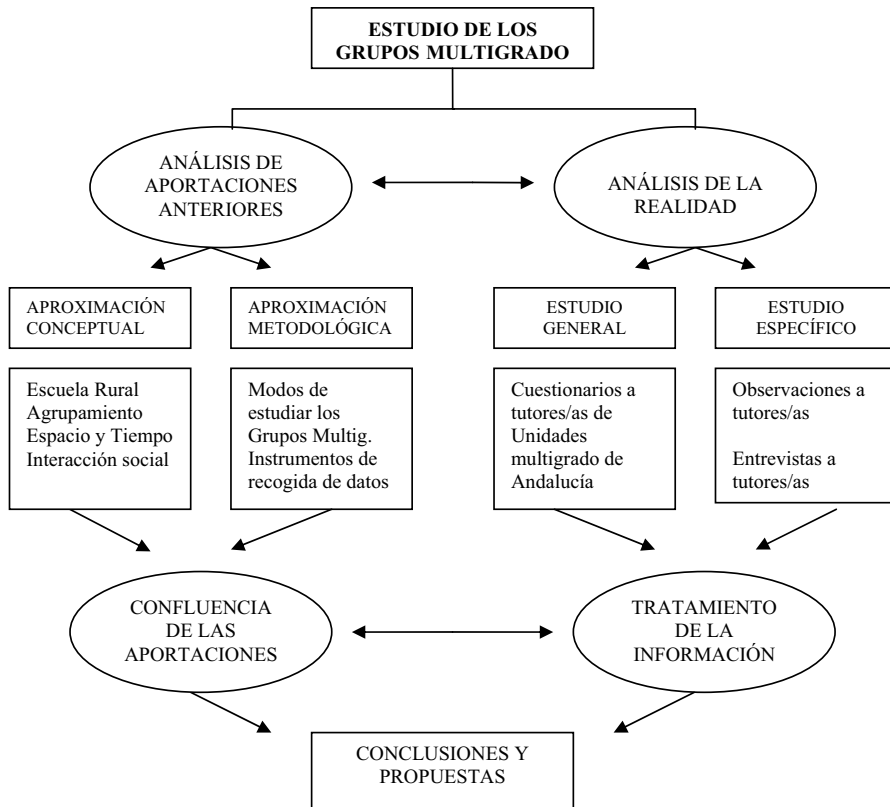 ESTUDIO DE LOS
GRUPOS MULTIGRADO
ANÁLISIS DE
APORTACIONES
ANTERIORES
ANÁLISIS DE LA
REALIDAD
APROXIMACIÓN
CONCEPTUAL
APROXIMACIÓN
METODOLÓGICA
ESTUDIO
GENERAL
ESTUDIO
ESPECÍFICO
Escuela Rural
Agrupamiento
Espacio y Tiempo
Interacción social
Modos de
estudiar los
Grupos Multig.
Instrumentos de
recogida de datos
Cuestionarios a
tutores/as de
Unidades
multigrado de
Andalucía
Observaciones a
tutores/as
Entrevistas a
tutores/as
CONFLUENCIA
DE LAS
APORTACIONES
TRATAMIENTO
DE LA
INFORMACIÓN
CONCLUSIONES Y
PROPUESTAS